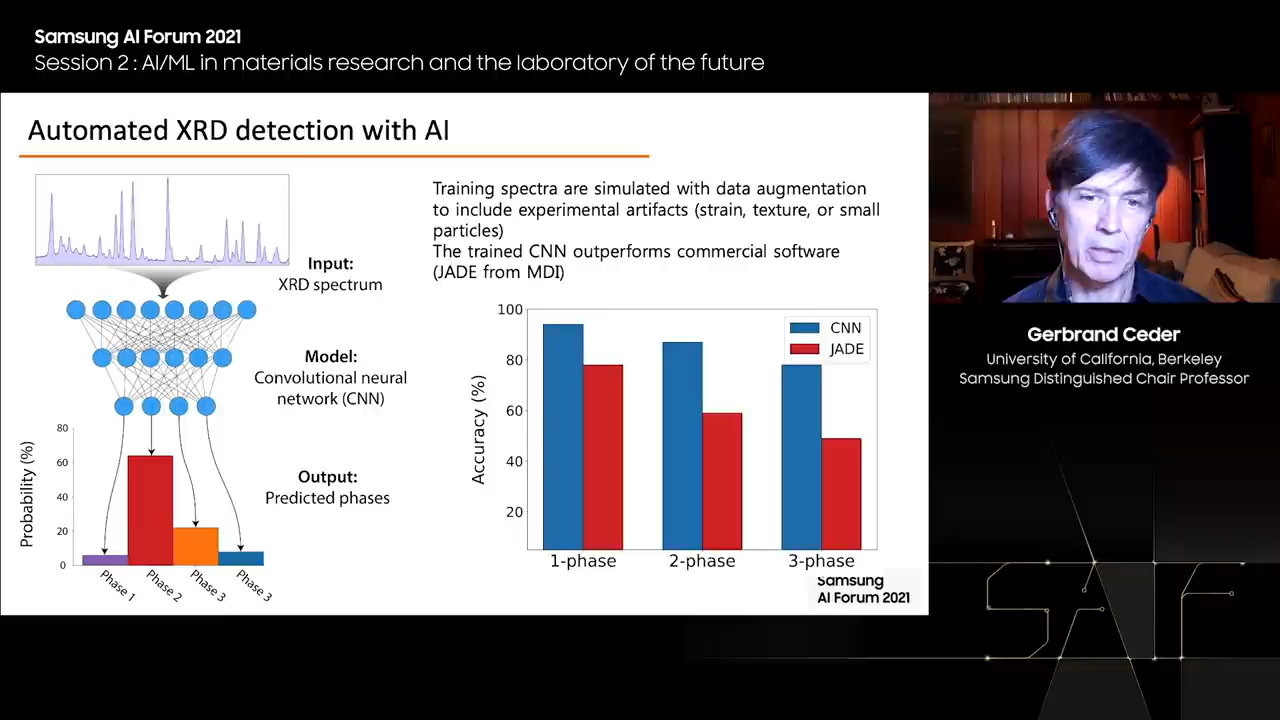 Samsung AI Forum 2021
Session 2 : AI/ML in materials research and the laboratory of the future
Automated XRD detection with AI
Input:
XRD spectrum
Model:
Convolutional neural
network (CNN)
Output:
Predicted phases
Probability (%)
80
60
40
20
0
Phase 1
Phase 2
Phase 3
Phase 3
Training spectra are simulated with data augmentation
to include experimental artifacts (strain, texture, or small
particles)
The trained CNN outperforms commercial software
(JADE from MDI)
Accuracy (%)
100
80
60
40
20
CNN
JADE
1-phase
2-phase
3-phase
Samsung
AI Forum 2021
Gerbrand Ceder
University of California, Berkeley
Samsung Distinguished Chair Professor